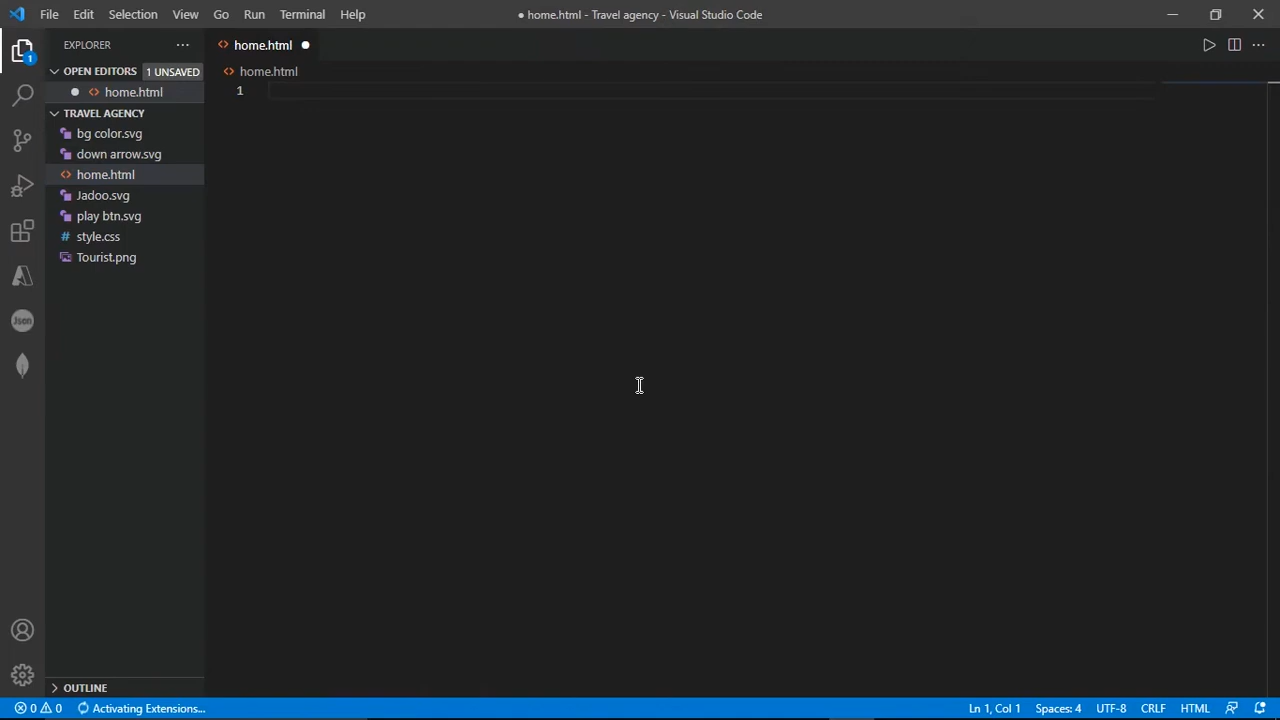 File Edit Selection View Go Run Terminal Help
● home.html - Travel agency - Visual Studio Code
EXPLORER
home.html
OPEN EDITORS 1 UNSAVED
home.html
home.html
1
TRAVEL AGENCY
bg color.svg
down arrow.svg
home.html
Jadoo.svg
play btn.svg
style.css
Tourist.png
1
Json
OUTLINE
0 0 Activating Extensions...
Ln 1, Col 1 Spaces: 4 UTF-8 CRLF HTML